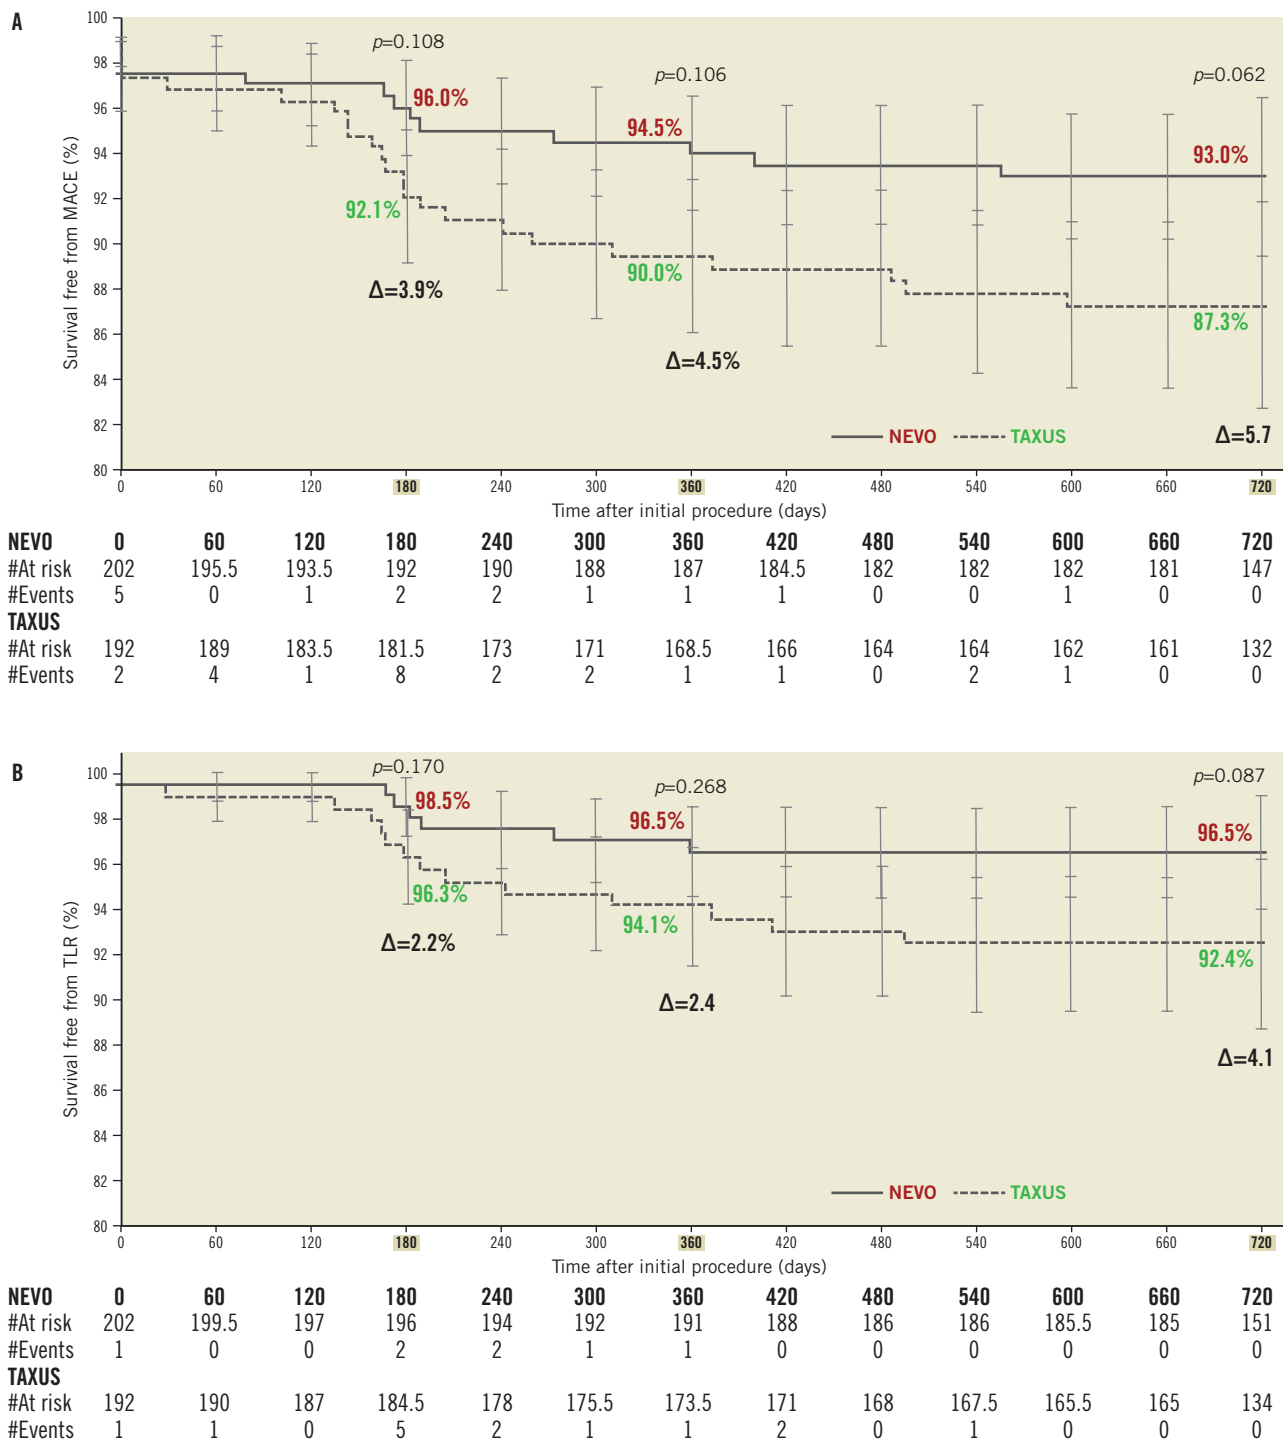 A
Survival free from MACE (%)
100
98
96
94
92
90
88
86
84
82
80
p=0.108
p=0.106
p=0.062
96.0%
94.5%
93.0%
92.1%
90.0%
87.3%
Δ=3.9%
Δ=4.5%
Δ=5.7
NEVO TAXUS
0 60 120 180 240 300 360 420 480 540 600 660 720
Time after initial procedure (days)
NEVO 0 60 120 180 240 300 360 420 480 540 600 660 720
#At risk 202 195.5 193.5 192 190 188 187 184.5 182 182 182 181 147
#Events 5 0 1 2 2 1 1 1 0 0 1 0 0
TAXUS
#At risk 192 189 183.5 181.5 173 171 168.5 166 164 164 162 161 132
#Events 2 4 1 8 2 2 1 1 0 2 1 0 0
B
Survival free from TLR (%)
100
98
96
94
92
90
88
86
84
82
80
p=0.170
p=0.268
p=0.087
98.5%
96.5%
96.5%
96.3%
94.1%
92.4%
Δ=2.2%
Δ=2.4
Δ=4.1
NEVO TAXUS
0 60 120 180 240 300 360 420 480 540 600 660 720
Time after initial procedure (days)
NEVO 0 60 120 180 240 300 360 420 480 540 600 660 720
#At risk 202 199.5 197 196 194 192 191 188 186 186 185.5 185 151
#Events 1 0 0 2 2 1 1 0 0 0 0 0 0
TAXUS
#At risk 192 190 187 184.5 178 175.5 173.5 171 168 167.5 165.5 165 134
#Events 1 1 0 5 2 1 1 2 0 1 0 0 0